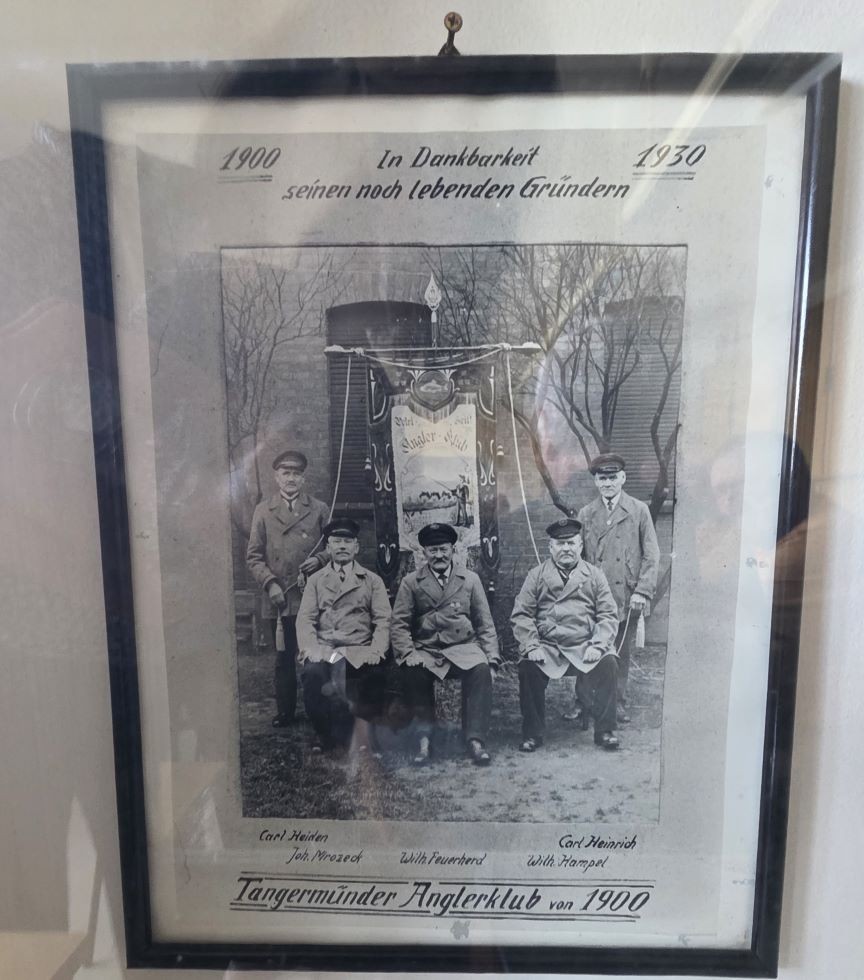 1900 In Dankbarkeit 1930
seinen noch lebenden Gründern
Angler-Klub
Carl Heiden Carl Heinrich
Joh. Mrozeck Wilh. Feuerherd Wilh. Hampel
Tangermünder Anglerklub von 1900